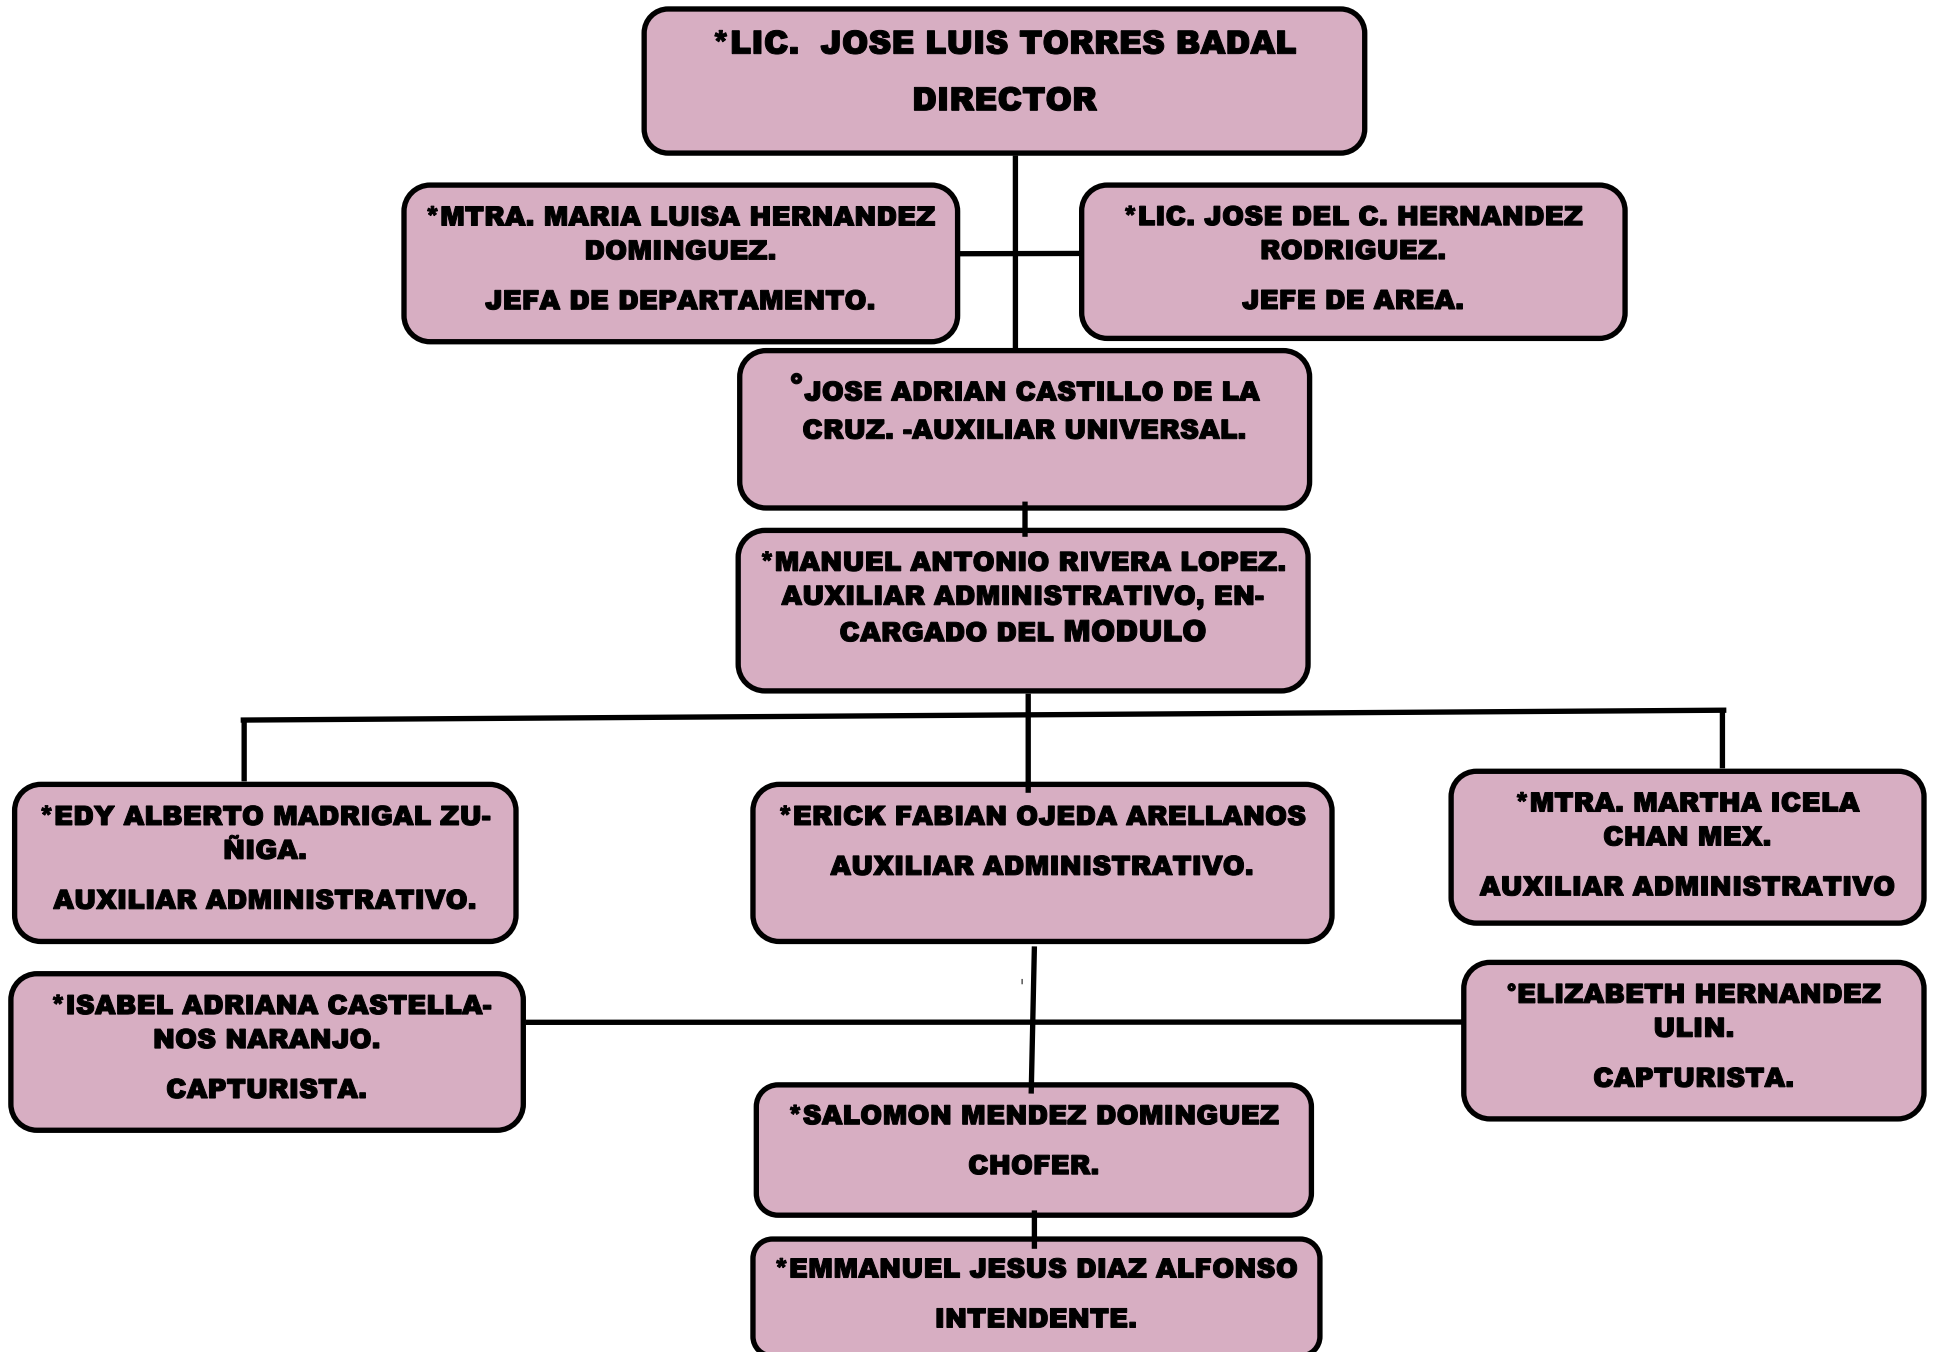 *LIC.  JOSE LUIS TORRES BADAL
DIRECTOR
*MTRA. MARIA LUISA HERNANDEZ
DOMINGUEZ.
JEFA DE DEPARTAMENTO.
*LIC. JOSE DEL C. HERNANDEZ
RODRIGUEZ.
JEFE DE AREA.
°JOSE ADRIAN CASTILLO DE LA
CRUZ. -AUXILIAR UNIVERSAL.
*MANUEL ANTONIO RIVERA LOPEZ.
AUXILIAR ADMINISTRATIVO, EN-
CARGADO DEL MODULO
*EDY ALBERTO MADRIGAL ZU-
ÑIGA.
AUXILIAR ADMINISTRATIVO.
*ERICK FABIAN OJEDA ARELLANOS
AUXILIAR ADMINISTRATIVO.
*MTRA. MARTHA ICELA
CHAN MEX.
AUXILIAR ADMINISTRATIVO
*ISABEL ADRIANA CASTELLA-
NOS NARANJO.
CAPTURISTA.
°ELIZABETH HERNANDEZ
ULIN.
CAPTURISTA.
*SALOMON MENDEZ DOMINGUEZ
CHOFER.
*EMMANUEL JESUS DIAZ ALFONSO
INTENDENTE.